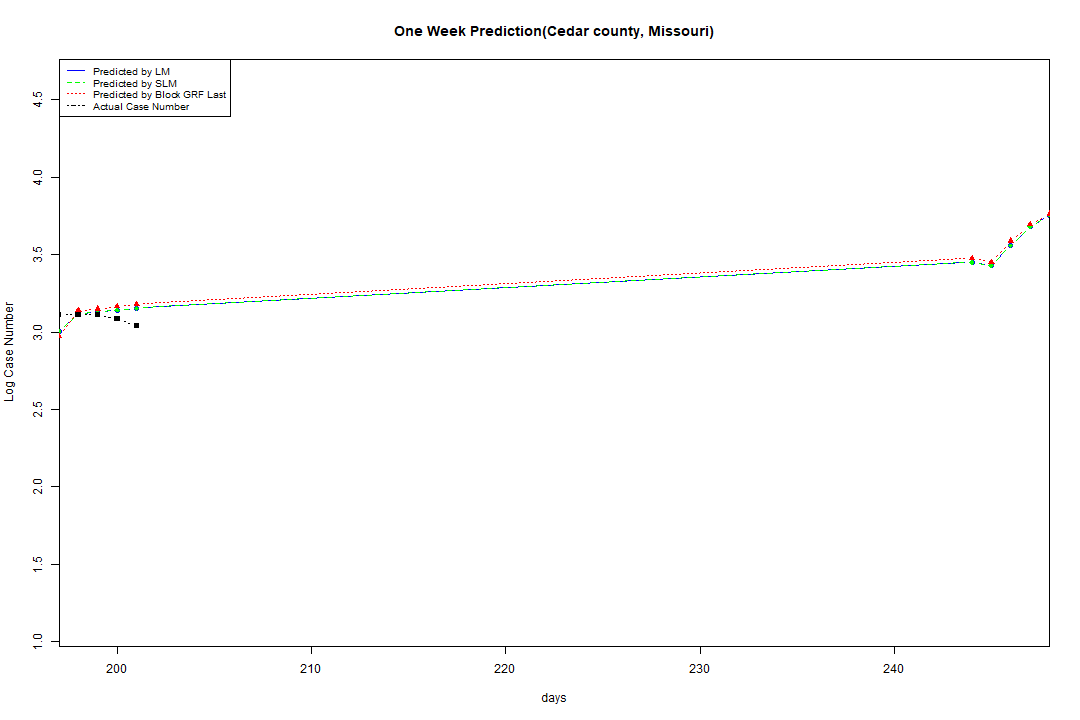 One Week Prediction(Cedar county, Missouri)
Predicted by LM
Predicted by SLM
Predicted by Block GRF Last
Actual Case Number
4.5
4.0
3.5
3.0
2.5
2.0
1.5
1.0
Log Case Number
200 210 220 230 240
days